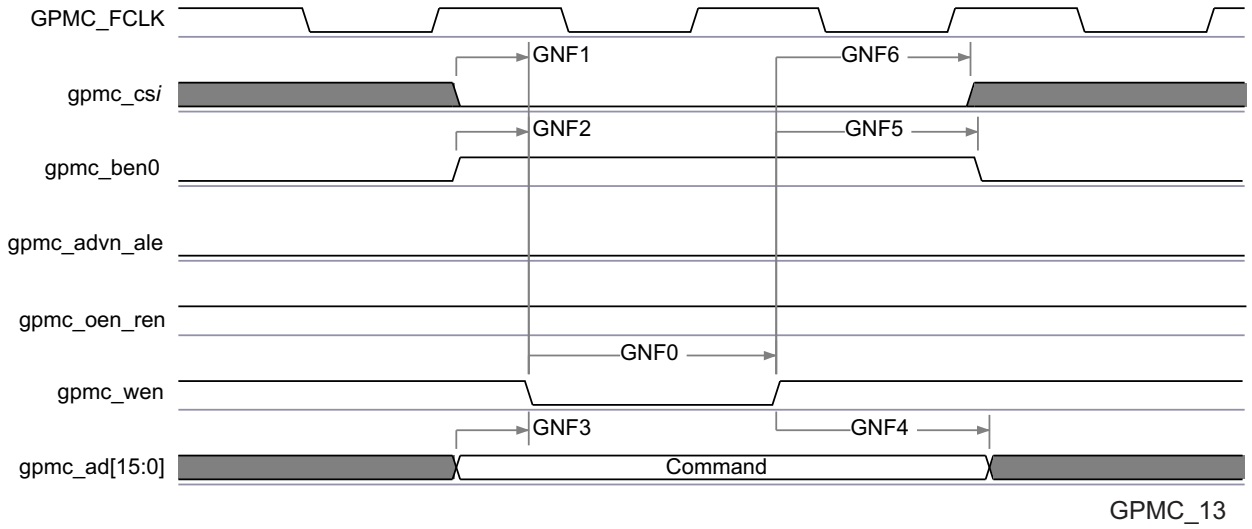 GPMC_FCLK
GNF1
GNF6
gpmc_csi
GNF2
GNF5
gpmc_ben0
gpmc_advn_ale
gpmc_oen_ren
GNF0
gpmc_wen
GNF3
GNF4
gpmc_ad[15:0]
Command
GPMC_13